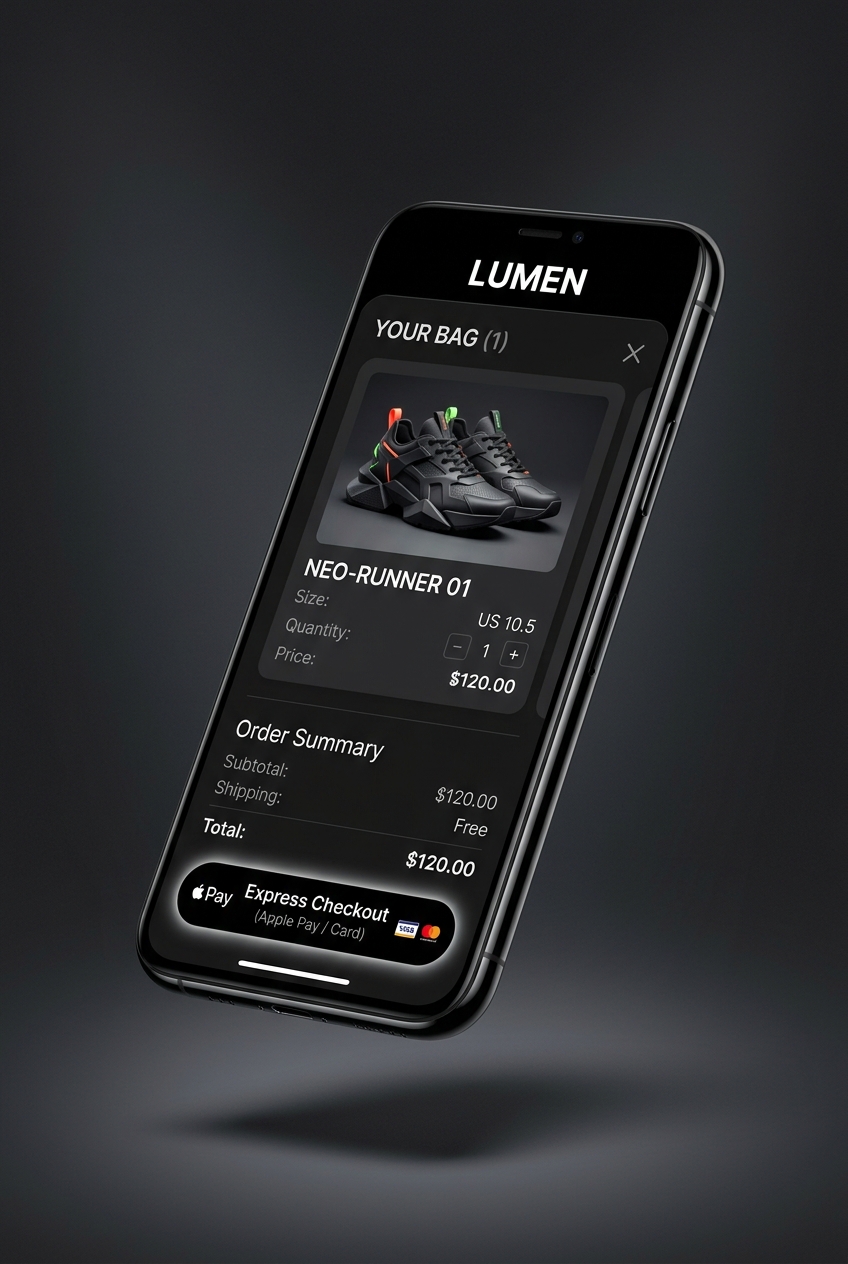 LUMEN
YOUR BAG (1)
NEO-RUNNER 01
Size: US 10.5
Quantity: − 1 +
Price: $120.00
Order Summary
Subtotal: $120.00
Shipping: Free
Total: $120.00
Pay Express Checkout
(Apple Pay / Card)